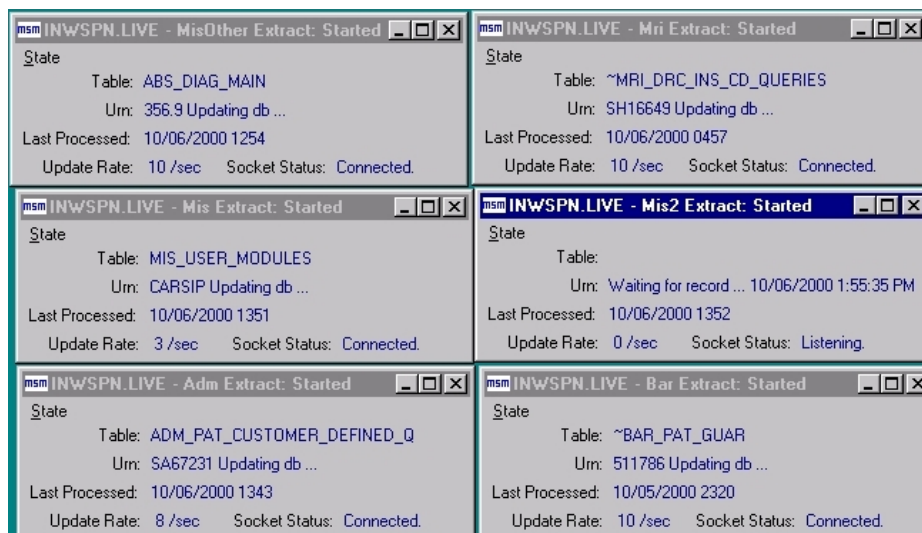 msm INWSPN.LIVE - MisOther Extract: Started
State
Table: ABS_DIAG_MAIN
Urn: 356.9 Updating db ...
Last Processed: 10/06/2000 1254
Update Rate: 10 /sec Socket Status: Connected.
msm INWSPN.LIVE - Mri Extract: Started
State
Table: ~MRI_DRC_INS_CD_QUERIES
Urn: SH16649 Updating db ...
Last Processed: 10/06/2000 0457
Update Rate: 10 /sec Socket Status: Connected.
msm INWSPN.LIVE - Mis Extract: Started
State
Table: MIS_USER_MODULES
Urn: CARSIP Updating db ...
Last Processed: 10/06/2000 1351
Update Rate: 3 /sec Socket Status: Connected.
msm INWSPN.LIVE - Mis2 Extract: Started
State
Table:
Urn: Waiting for record ... 10/06/2000 1:55:35 PM
Last Processed: 10/06/2000 1352
Update Rate: 0 /sec Socket Status: Listening.
msm INWSPN.LIVE - Adm Extract: Started
State
Table: ADM_PAT_CUSTOMER_DEFINED_Q
Urn: SA67231 Updating db ...
Last Processed: 10/06/2000 1343
Update Rate: 8 /sec Socket Status: Connected.
msm INWSPN.LIVE - Bar Extract: Started
State
Table: ~BAR_PAT_GUAR
Urn: 511786 Updating db ...
Last Processed: 10/05/2000 2320
Update Rate: 10 /sec Socket Status: Connected.